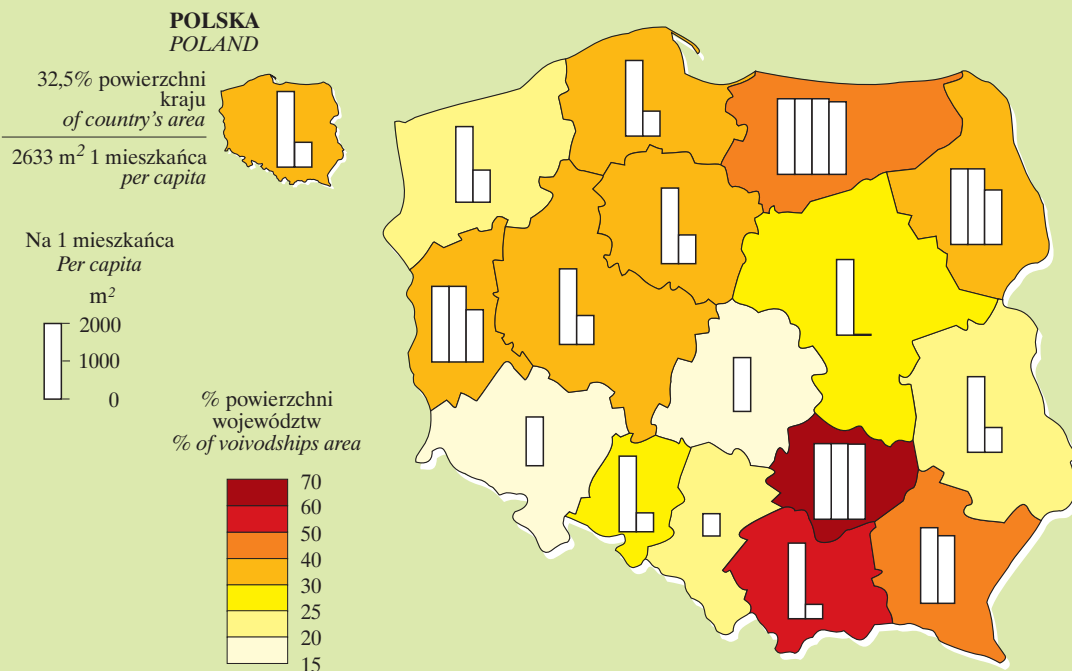 POLSKA
POLAND
32,5% powierzchni
kraju
of country's area
2633 m² 1 mieszkańca
per capita
Na 1 mieszkańca
Per capita
m²
2000
1000
0
% powierzchni
województw
% of voivodships area
70
60
50
40
30
25
20
15